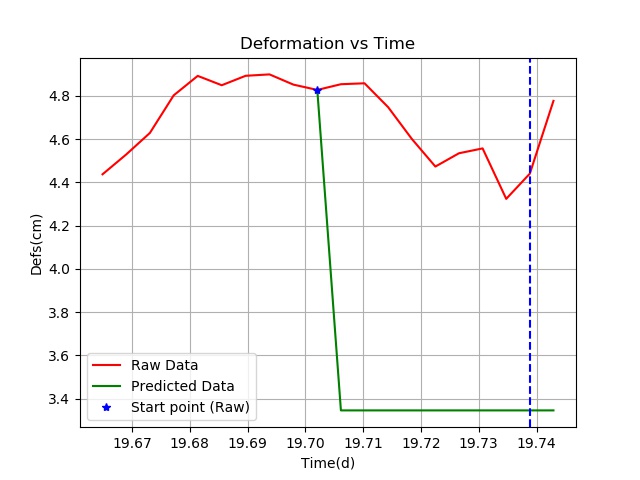 Deformation vs Time
Defs(cm)
4.8
4.6
4.4
4.2
4.0
3.8
3.6
3.4
Raw Data
Predicted Data
Start point (Raw)
19.67 19.68 19.69 19.70 19.71 19.72 19.73 19.74
Time(d)